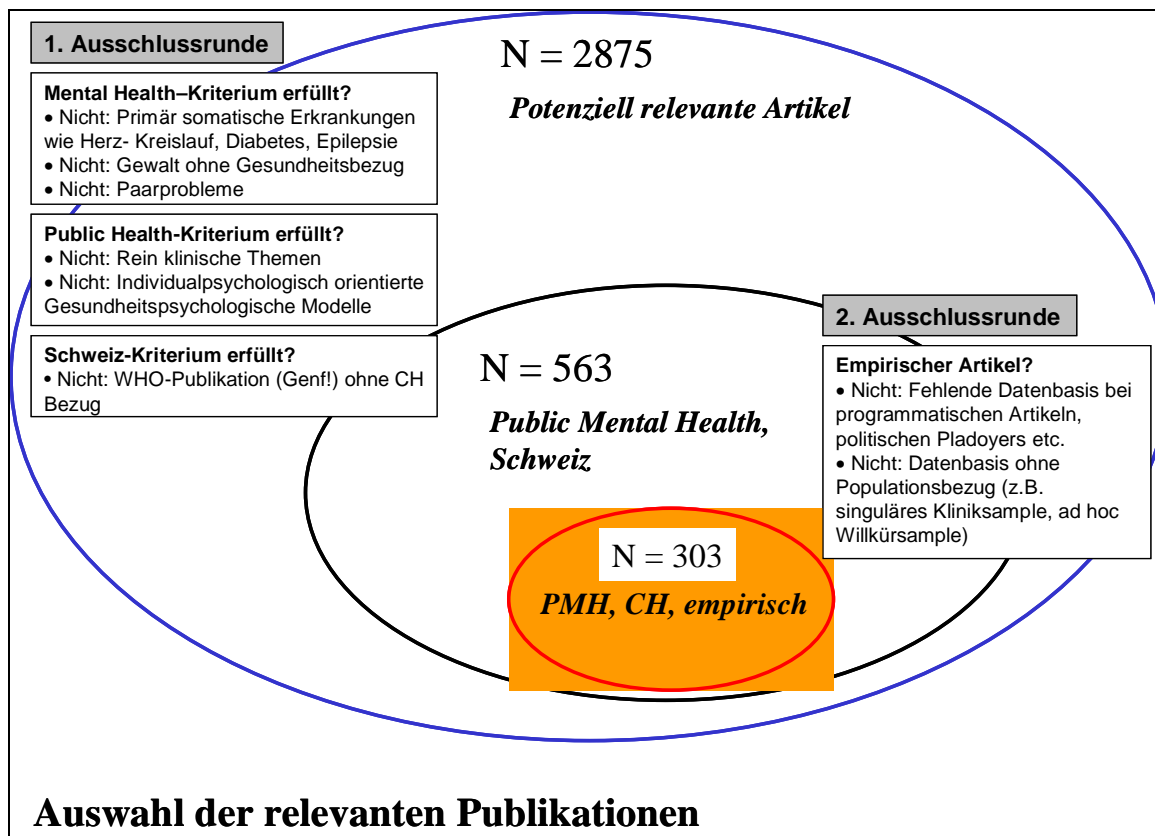 1. Ausschlussrunde
Mental Health–Kriterium erfüllt?
• Nicht: Primär somatische Erkrankungen
wie Herz- Kreislauf, Diabetes, Epilepsie
• Nicht: Gewalt ohne Gesundheitsbezug
• Nicht: Paarprobleme
Public Health-Kriterium erfüllt?
• Nicht: Rein klinische Themen
• Nicht: Individualpsychologisch orientierte
Gesundheitspsychologische Modelle
Schweiz-Kriterium erfüllt?
• Nicht: WHO-Publikation (Genf!) ohne CH
Bezug
N = 2875
Potenziell relevante Artikel
N = 563
Public Mental Health,
Schweiz
2. Ausschlussrunde
Empirischer Artikel?
• Nicht: Fehlende Datenbasis bei
programmatischen Artikeln,
politischen Pladoyers etc.
• Nicht: Datenbasis ohne
Populationsbezug (z.B.
singuläres Kliniksample, ad hoc
Willkürsample)
N = 303
PMH, CH, empirisch
Auswahl der relevanten Publikationen